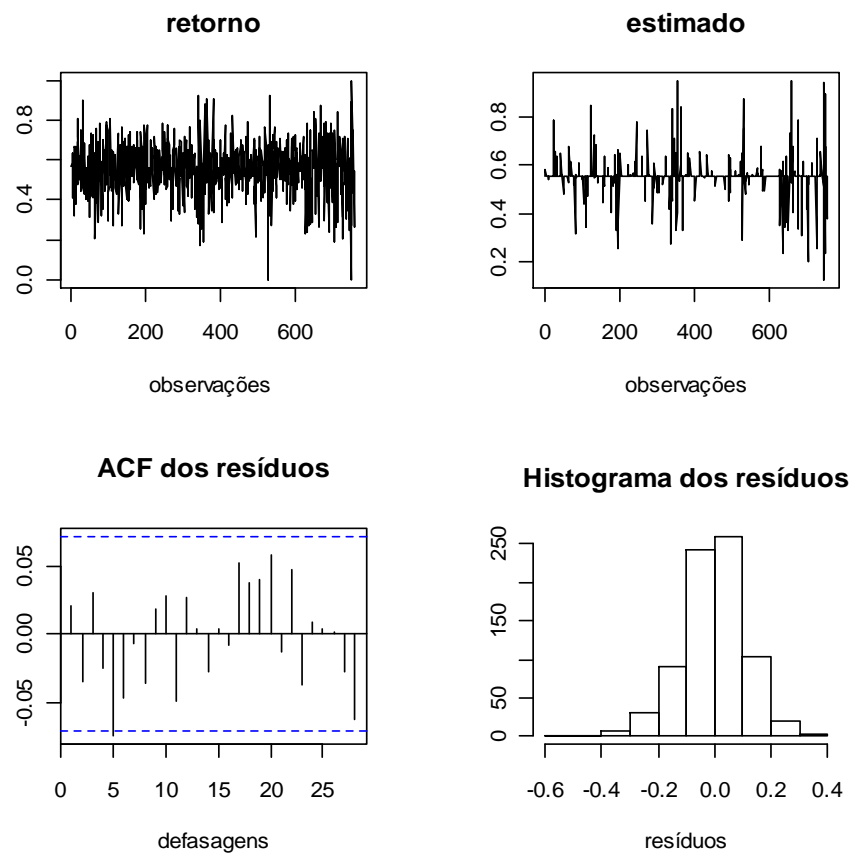 retorno
0.0 0.4 0.8
0 200 400 600
observações
estimado
0.2 0.4 0.6 0.8
0 200 400 600
observações
ACF dos resíduos
-0.05 0.00 0.05
0 5 10 15 20 25
defasagens
Histograma dos resíduos
0 50 150 250
-0.6 -0.4 -0.2 0.0 0.2 0.4
resíduos